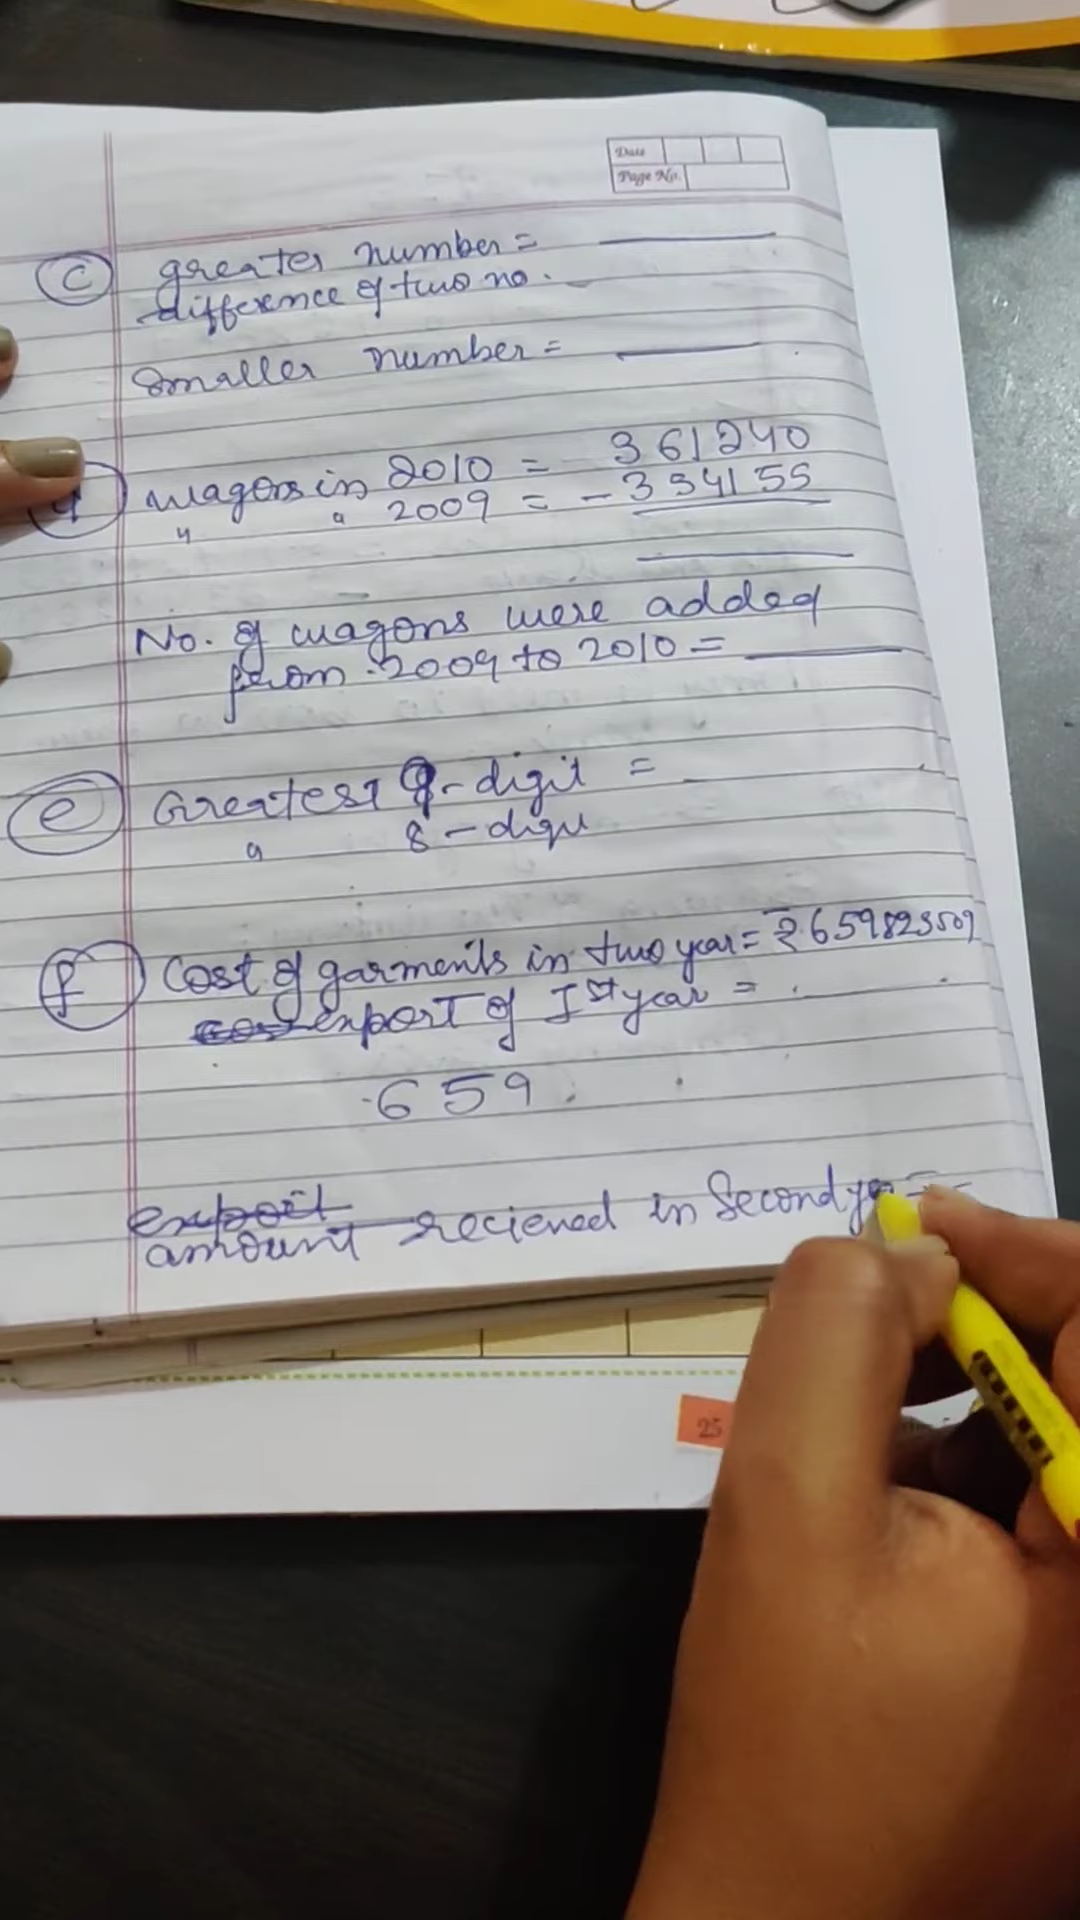 Date
Page No.
C greater number =
difference of two no.
Smaller number =
wagons in 2010 = 361240
" " 2009 = - 354155
No. of wagons were added
from 2009 to 2010 =
e Greatest 9-digit =
" 8-digit
f Cost of garments in two year = ₹ 659823509
export of Ist year =
659
export
amount recieved in Second
25